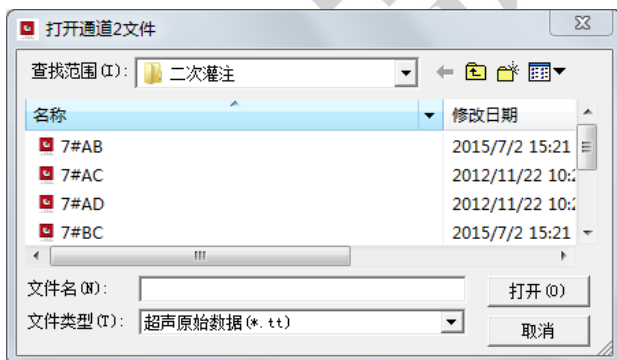 打开通道2文件
查找范围(I): 二次灌注
名称 修改日期
7#AB 2015/7/2 15:21
7#AC 2012/11/22 10:
7#AD 2012/11/22 10:
7#BC 2015/7/2 15:21
文件名(N): 打开(O)
文件类型(T): 超声原始数据(*.tt) 取消